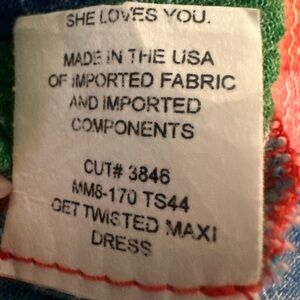 SHE LOVES YOU.
MADE IN THE USA
OF IMPORTED FABRIC
AND IMPORTED
COMPONENTS
CUT# 3846
MM8-170 TS44
GET TWISTED MAXI
DRESS